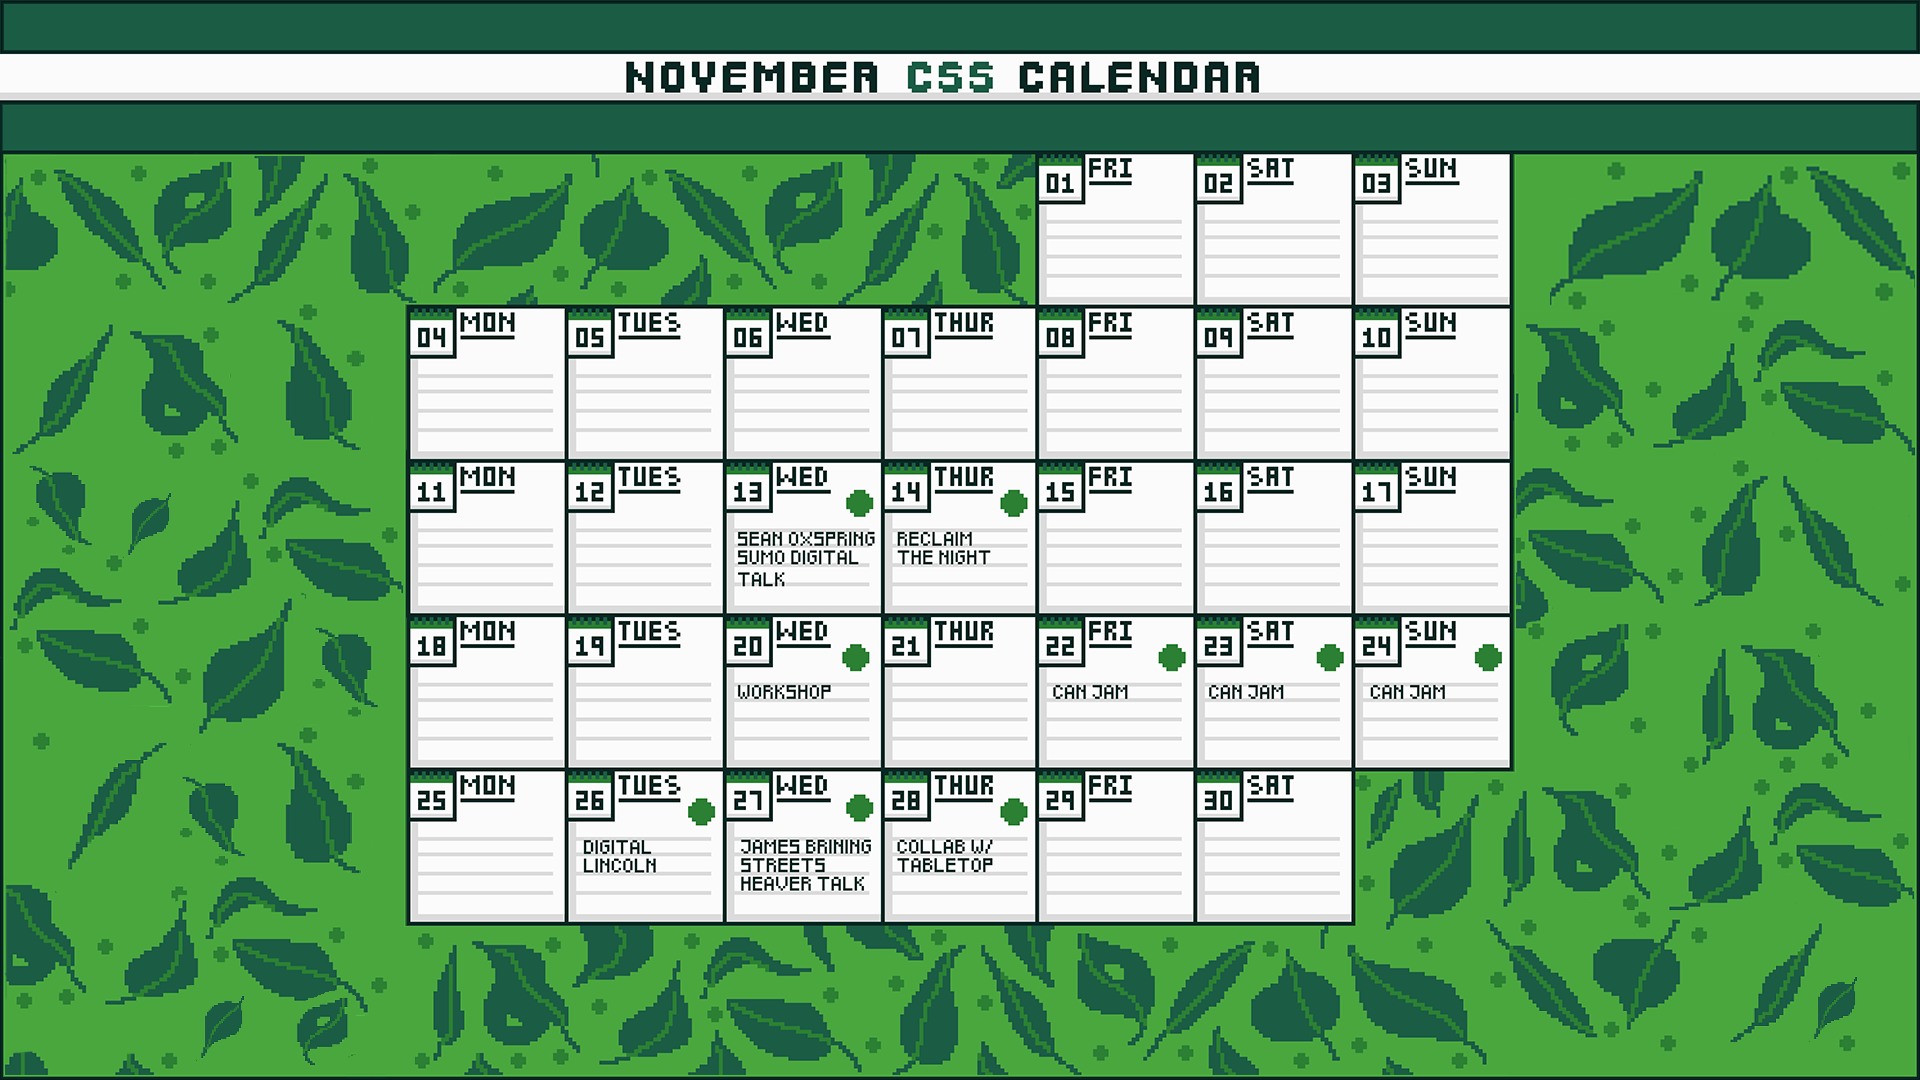 NOVEMBER CSS CALENDAR
01 FRI
02 SAT
03 SUN
04 MON
05 TUES
06 WED
07 THUR
08 FRI
09 SAT
10 SUN
11 MON
12 TUES
13 WED
SEAN OXSPRING
SUMO DIGITAL
TALK
14 THUR
RECLAIM
THE NIGHT
15 FRI
16 SAT
17 SUN
18 MON
19 TUES
20 WED
WORKSHOP
21 THUR
22 FRI
CAN JAM
23 SAT
CAN JAM
24 SUN
CAN JAM
25 MON
26 TUES
DIGITAL
LINCOLN
27 WED
JAMES BRINING
STREETS
HEAVER TALK
28 THUR
COLLAB W/
TABLETOP
29 FRI
30 SAT